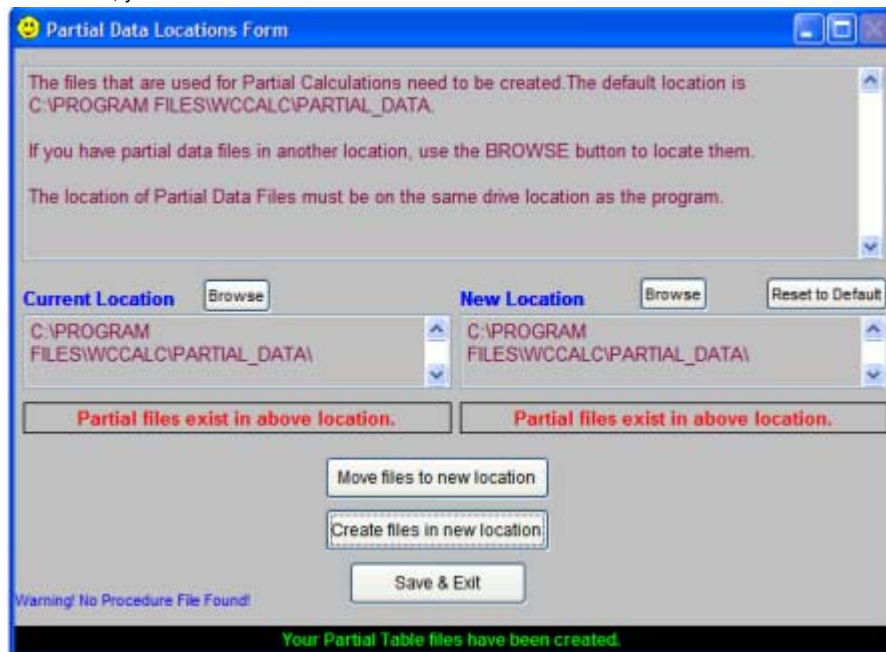 Partial Data Locations Form
The files that are used for Partial Calculations need to be created.The default location is
C:\PROGRAM FILES\WCCALC\PARTIAL_DATA.
If you have partial data files in another location, use the BROWSE button to locate them.
The location of Partial Data Files must be on the same drive location as the program.
Current Location Browse New Location Browse Reset to Default
C:\PROGRAM
FILES\WCCALC\PARTIAL_DATA\
C:\PROGRAM
FILES\WCCALC\PARTIAL_DATA\
Partial files exist in above location. Partial files exist in above location.
Move files to new location
Create files in new location
Save & Exit
Warning! No Procedure File Found!
Your Partial Table files have been created.